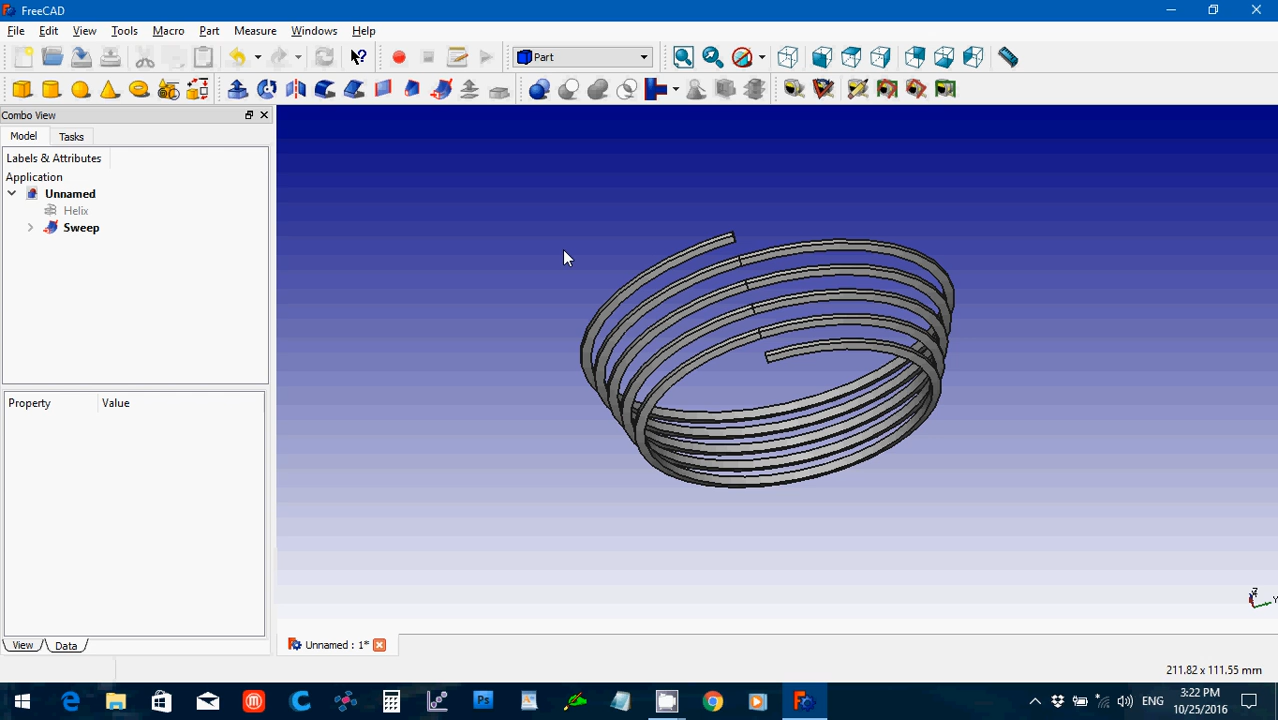 FreeCAD
File Edit View Tools Macro Part Measure Windows Help
Part
Combo View
Model Tasks
Labels & Attributes
Application
Unnamed
Helix
Sweep
Property Value
View Data
Unnamed : 1*
211.82 x 111.55 mm
ENG
3:22 PM
10/25/2016